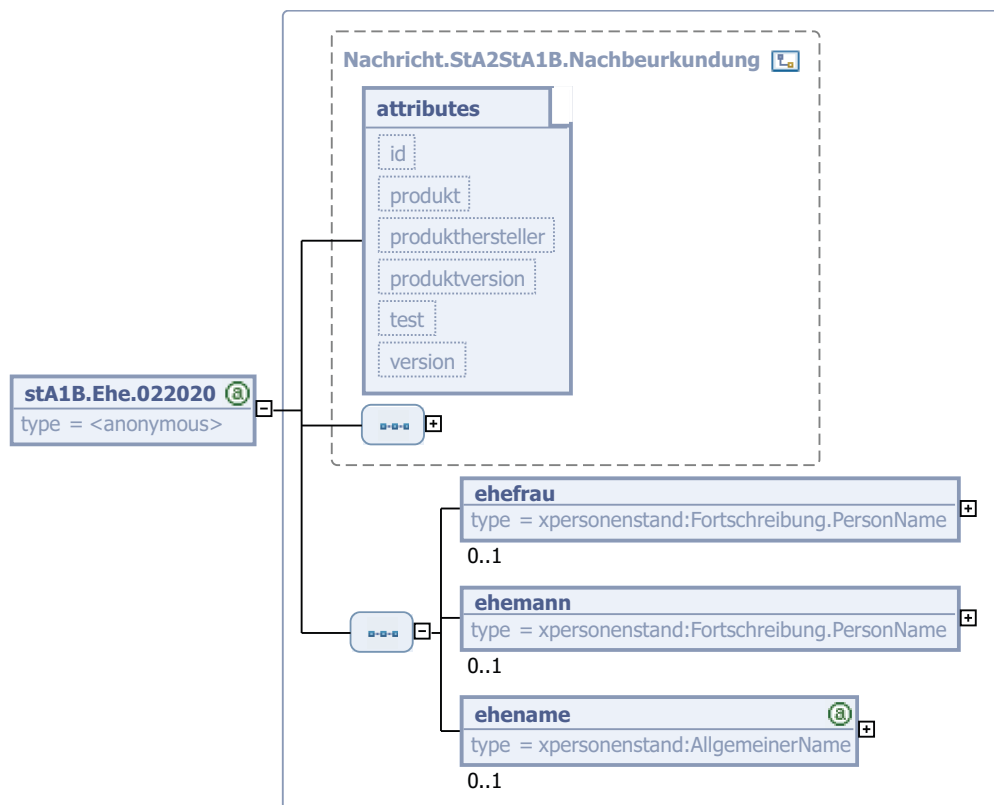 Nachricht.StA2StA1B.Nachbeurkundung
attributes
id
produkt
produkthersteller
produktversion
test
version
stA1B.Ehe.022020 @
type = <anonymous>
ehefrau
type = xpersonenstand:Fortschreibung.PersonName
0..1
ehemann
type = xpersonenstand:Fortschreibung.PersonName
0..1
ehename @
type = xpersonenstand:AllgemeinerName
0..1